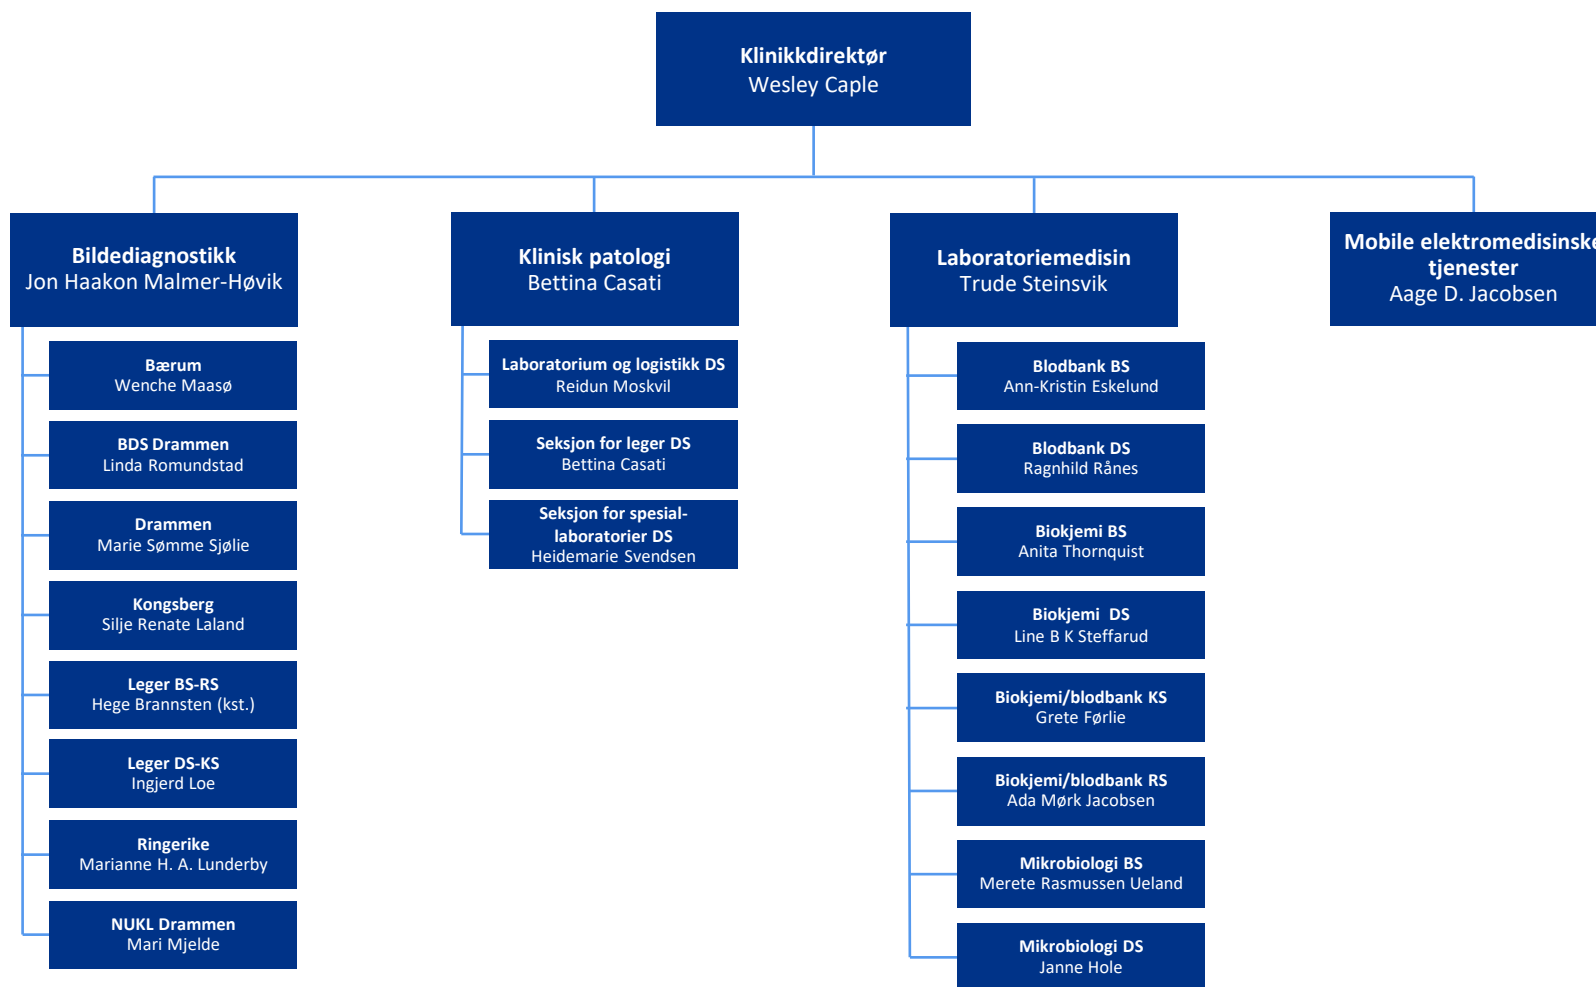 Klinikkdirektør
Wesley Caple
Bildediagnostikk
Jon Haakon Malmer-Høvik
Bærum
Wenche Maasø
BDS Drammen
Linda Romundstad
Drammen
Marie Sømme Sjølie
Kongsberg
Silje Renate Laland
Leger BS-RS
Hege Brannsten (kst.)
Leger DS-KS
Ingjerd Loe
Ringerike
Marianne H. A. Lunderby
NUKL Drammen
Mari Mjelde
Klinisk patologi
Bettina Casati
Laboratorium og logistikk DS
Reidun Moskvil
Seksjon for leger DS
Bettina Casati
Seksjon for spesial-
laboratorier DS
Heidemarie Svendsen
Laboratoriemedisin
Trude Steinsvik
Blodbank BS
Ann-Kristin Eskelund
Blodbank DS
Ragnhild Rånes
Biokjemi BS
Anita Thornquist
Biokjemi  DS
Line B K Steffarud
Biokjemi/blodbank KS
Grete Førlie
Biokjemi/blodbank RS
Ada Mørk Jacobsen
Mikrobiologi BS
Merete Rasmussen Ueland
Mikrobiologi DS
Janne Hole
Mobile elektromedisinske
tjenester
Aage D. Jacobsen